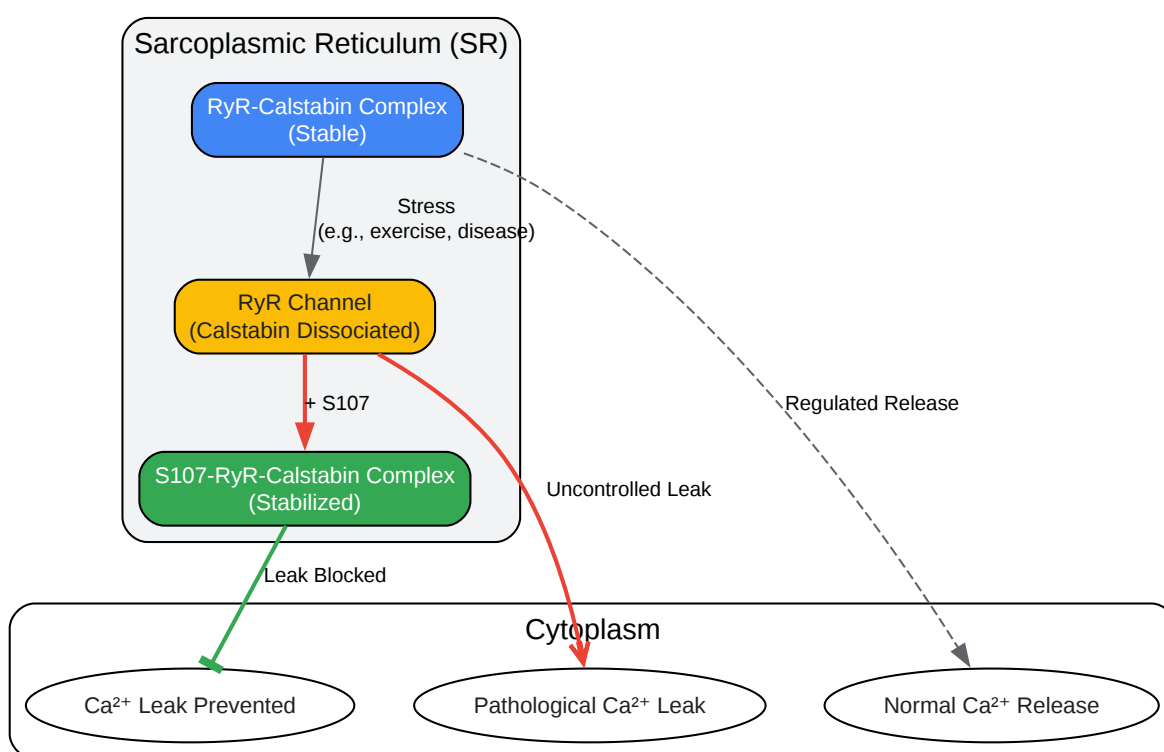 Sarcoplasmic Reticulum (SR)
RyR-Calstabin Complex
(Stable)
Stress
(e.g., exercise, disease)
RyR Channel
(Calstabin Dissociated)
+ S107
Regulated Release
S107-RyR-Calstabin Complex
(Stabilized)
Uncontrolled Leak
Leak Blocked
Cytoplasm
Ca²⁺ Leak Prevented
Pathological Ca²⁺ Leak
Normal Ca²⁺ Release